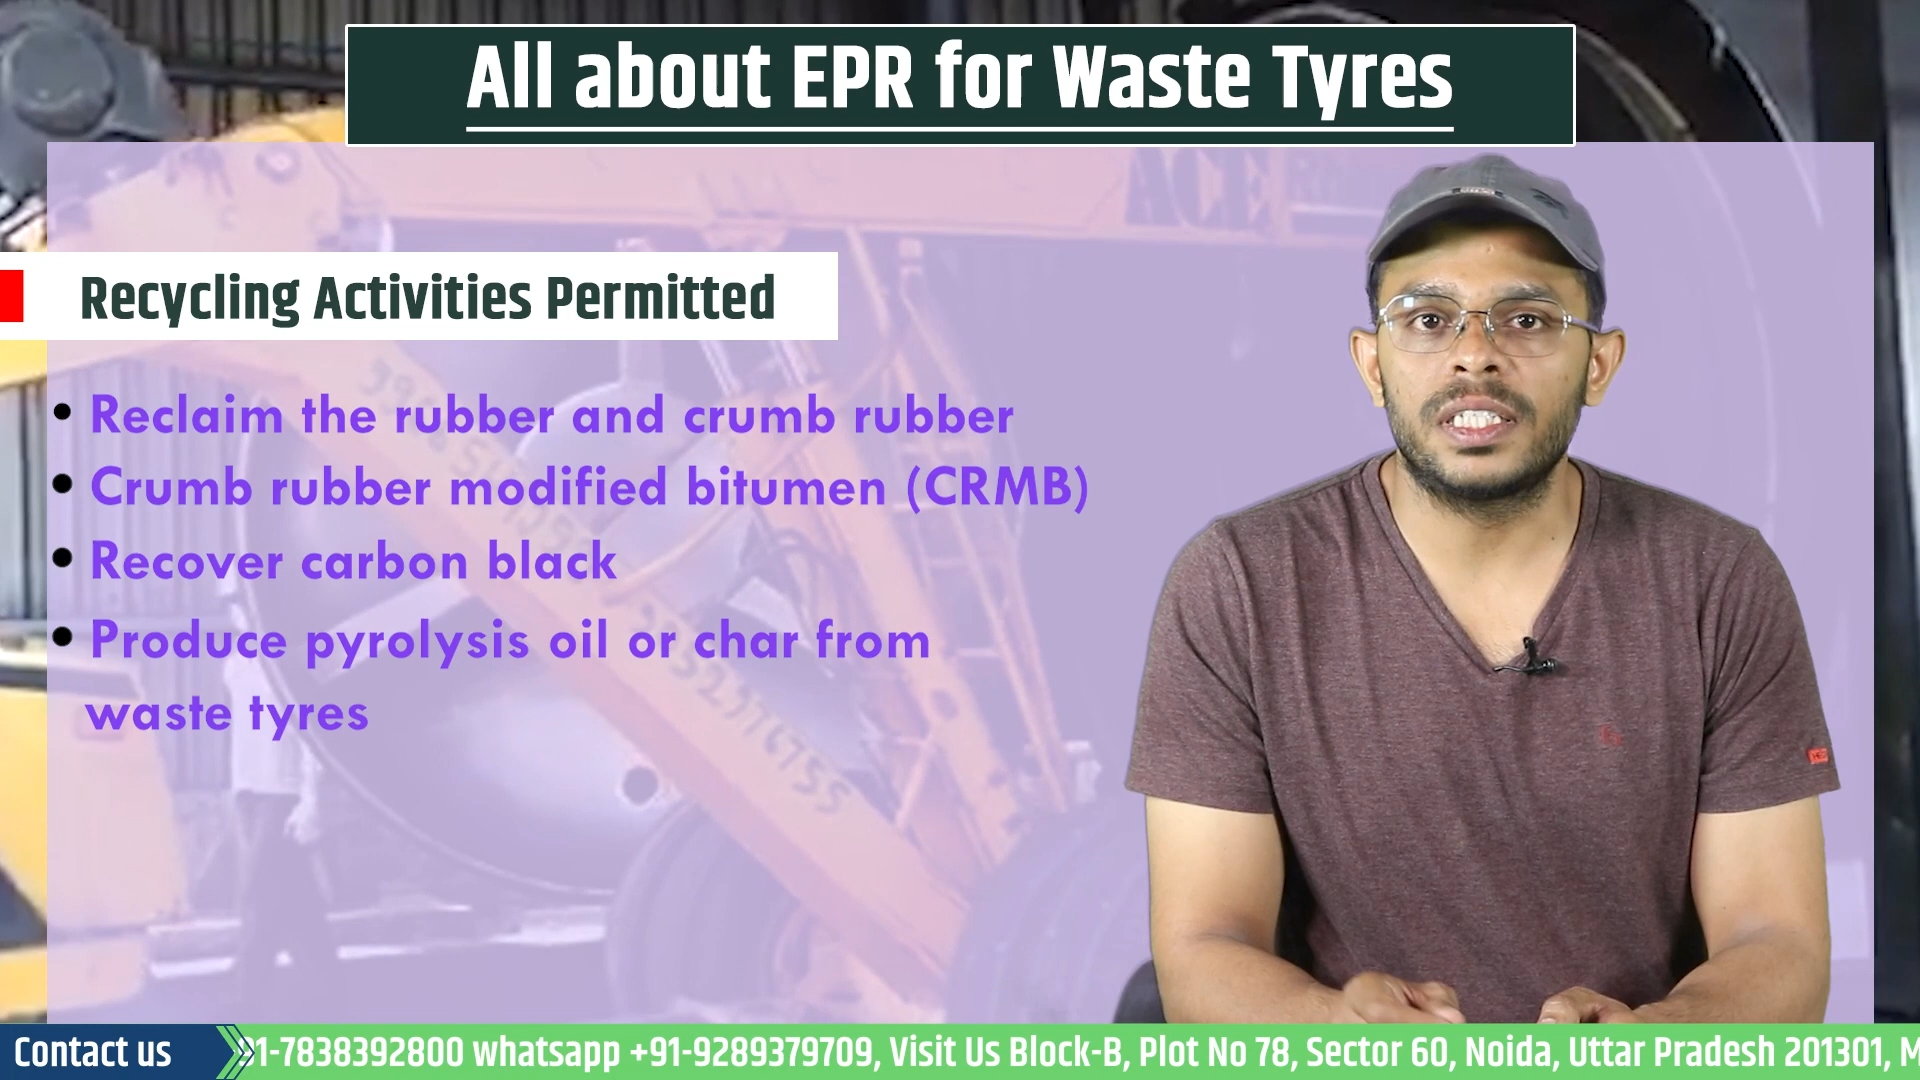 All about EPR for Waste Tyres
ACE
Recycling Activities Permitted
• Reclaim the rubber and crumb rubber
• Crumb rubber modified bitumen (CRMB)
• Recover carbon black
• Produce pyrolysis oil or char from
waste tyres
Contact us
91-7838392800 whatsapp +91-9289379709, Visit Us Block-B, Plot No 78, Sector 60, Noida, Uttar Pradesh 201301, M